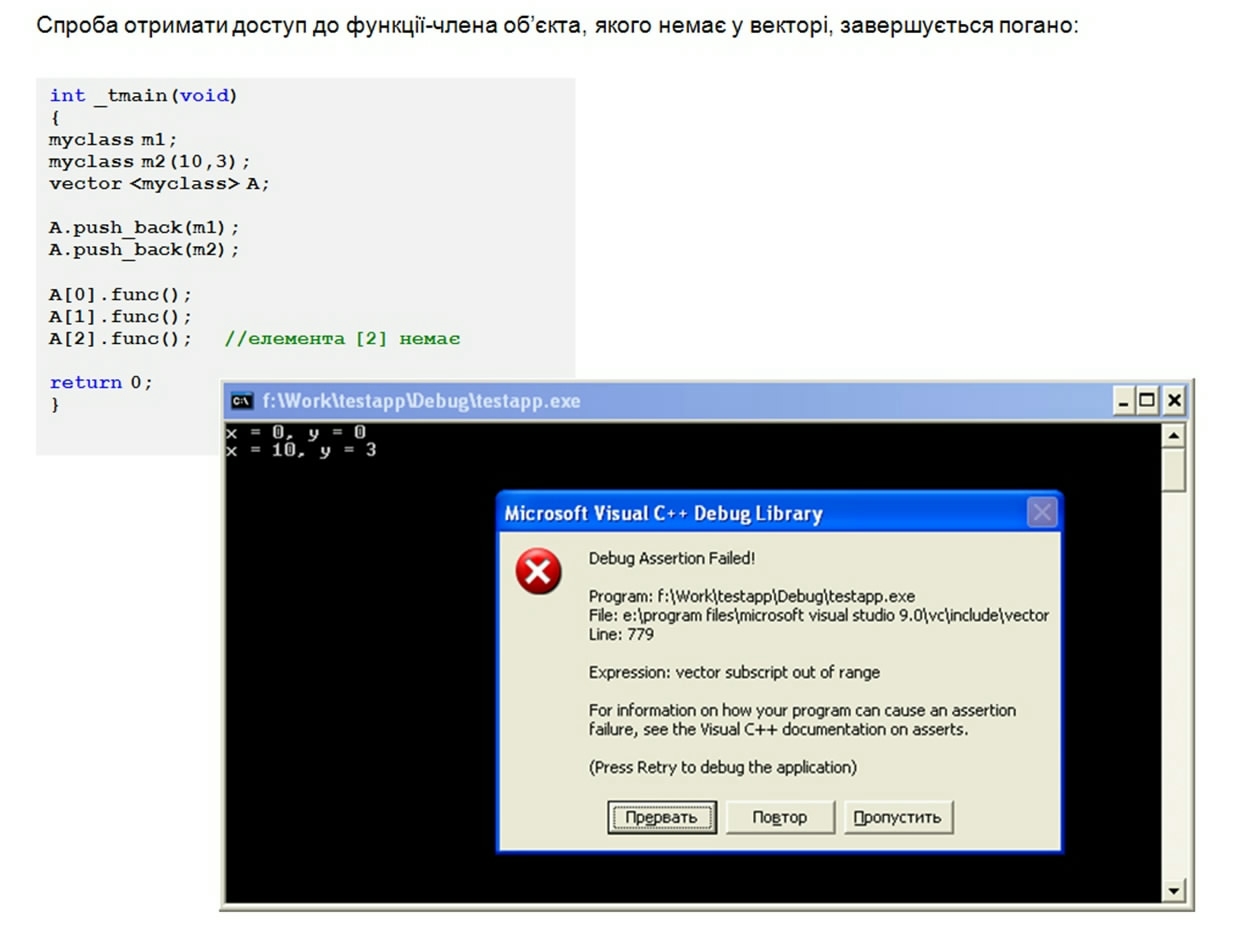 Спроба отримати доступ до функції-члена об’єкта, якого немає у векторі, завершується погано:
int _tmain(void)
{
myclass m1;
myclass m2(10,3);
vector <myclass> A;
A.push_back(m1);
A.push_back(m2);
A[0].func();
A[1].func();
A[2].func(); //елемента [2] немає
return 0;
}
f:\Work\testapp\Debug\testapp.exe
x = 0, y = 0
x = 10, y = 3
Microsoft Visual C++ Debug Library
Debug Assertion Failed!
Program: f:\Work\testapp\Debug\testapp.exe
File: e:\program files\microsoft visual studio 9.0\vc\include\vector
Line: 779
Expression: vector subscript out of range
For information on how your program can cause an assertion
failure, see the Visual C++ documentation on asserts.
(Press Retry to debug the application)
Прервать Повтор Пропустить